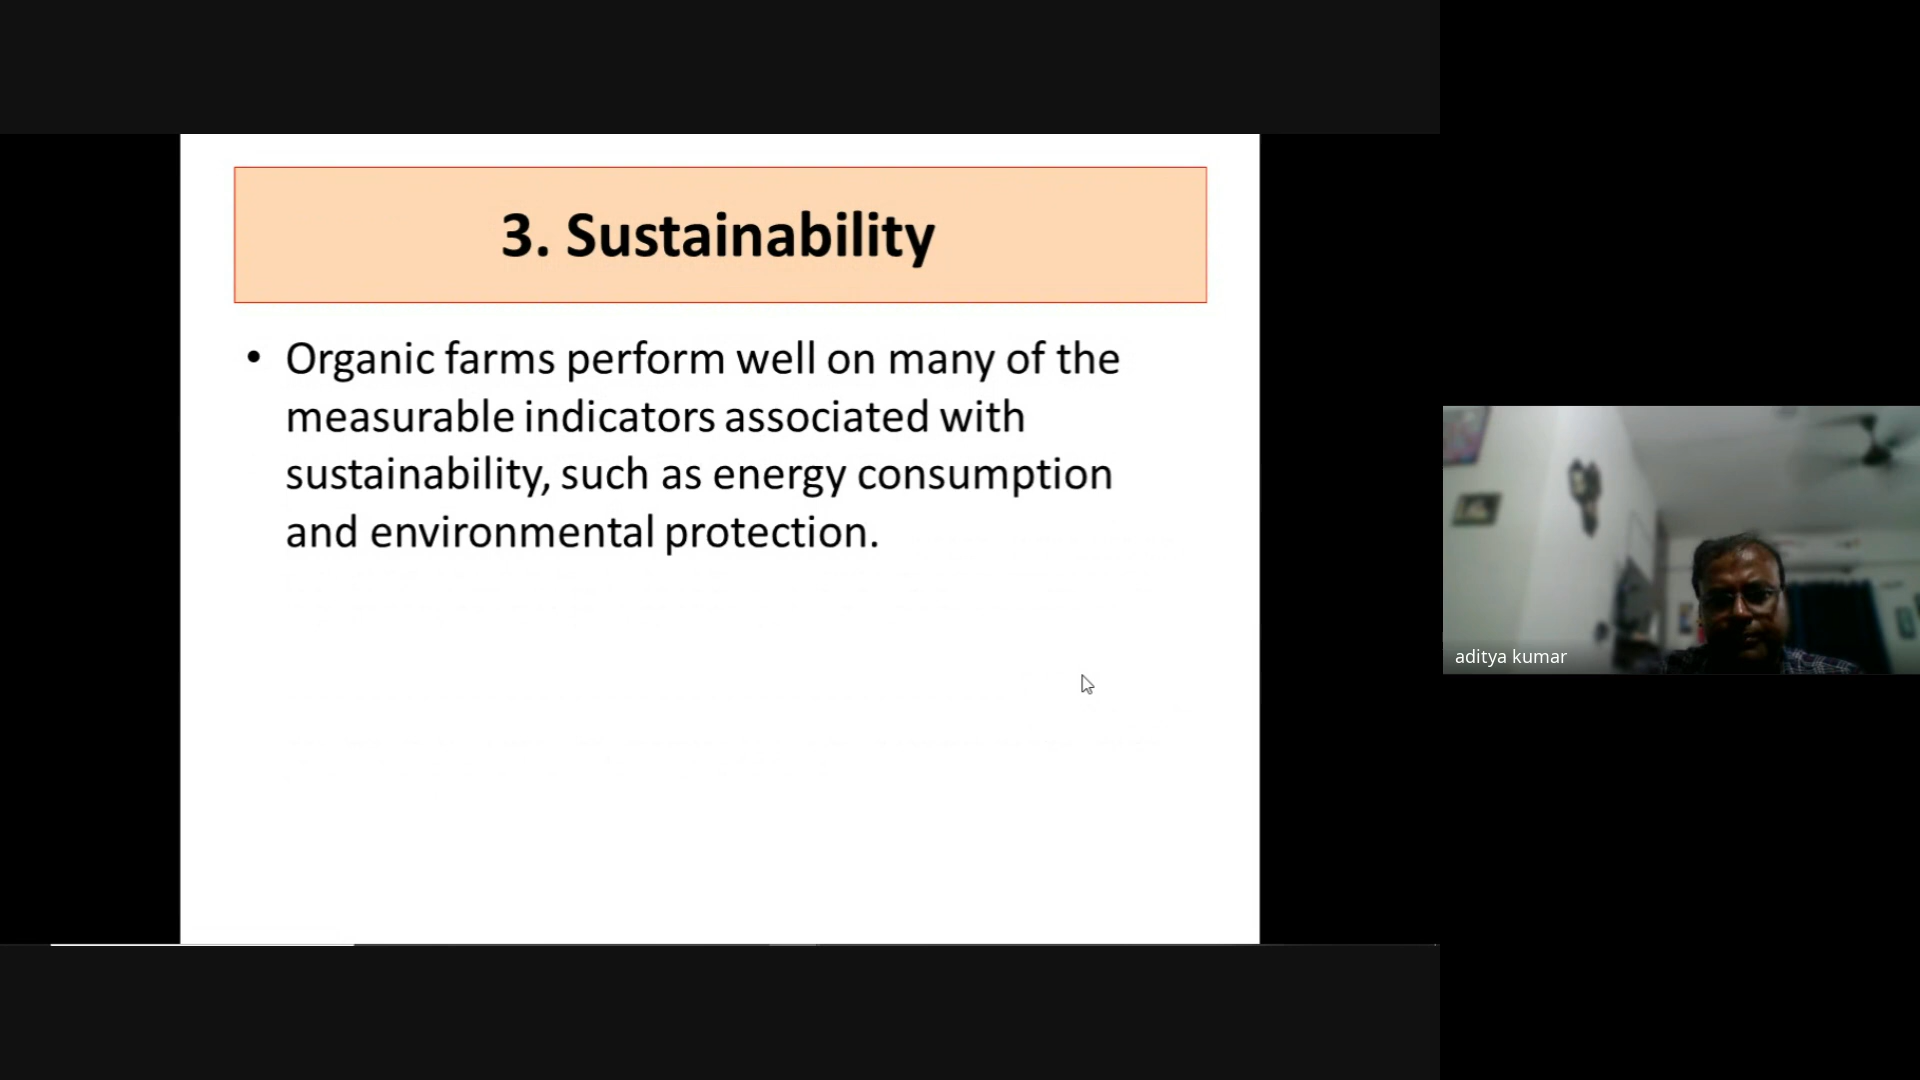 3. Sustainability
• Organic farms perform well on many of the
measurable indicators associated with
sustainability, such as energy consumption
and environmental protection.
aditya kumar